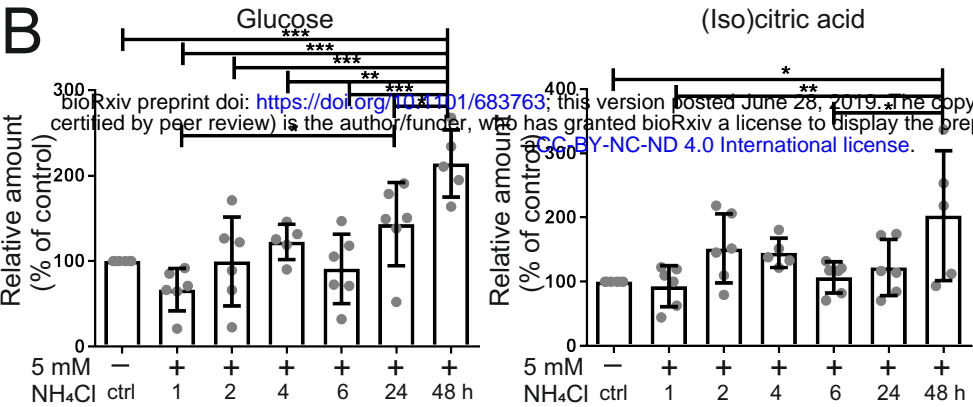 B
Glucose
(Iso)citric acid
***
***
***
**
***
*
*
*
**
*
bioRxiv preprint doi: https://doi.org/10.1101/683763; this version posted June 28, 2019. The copy
certified by peer review) is the author/funder, who has granted bioRxiv a license to display the prep
aCC-BY-NC-ND 4.0 International license.
Relative amount
(% of control)
300
200
100
0
Relative amount
(% of control)
400
300
200
100
0
5 mM − + + + + + +
NH₄Cl ctrl 1 2 4 6 24 48 h
− + + + + + +
ctrl 1 2 4 6 24 48 h